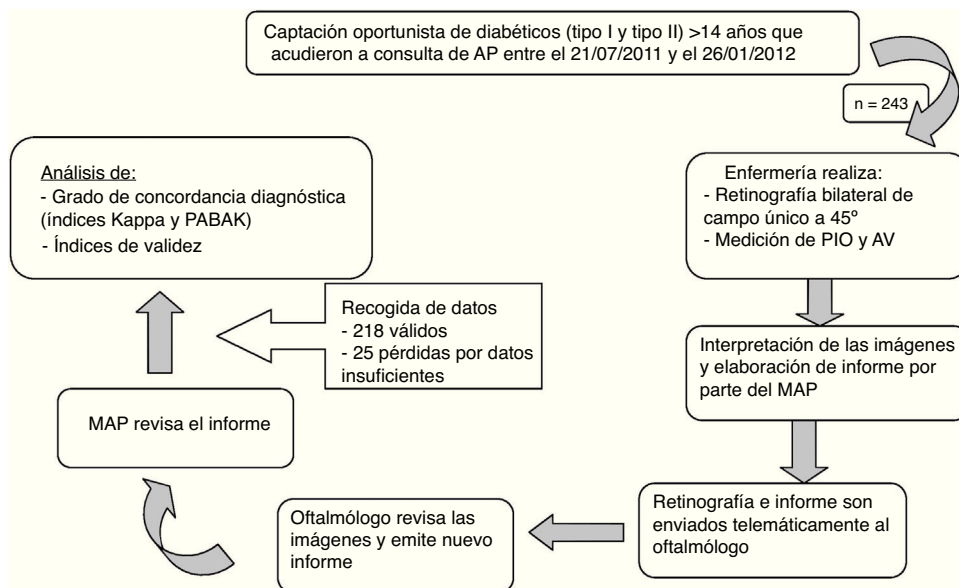 Captación oportunista de diabéticos (tipo I y tipo II) >14 años que
acudieron a consulta de AP entre el 21/07/2011 y el 26/01/2012
n = 243
Enfermería realiza:
- Retinografía bilateral de
campo único a 45º
- Medición de PIO y AV
Interpretación de las imágenes
y elaboración de informe por
parte del MAP
Retinografía e informe son
enviados telemáticamente al
oftalmólogo
Oftalmólogo revisa las
imágenes y emite nuevo
informe
MAP revisa el informe
Recogida de datos
- 218 válidos
- 25 pérdidas por datos
insuficientes
Análisis de:
- Grado de concordancia diagnóstica
(índices Kappa y PABAK)
- Índices de validez